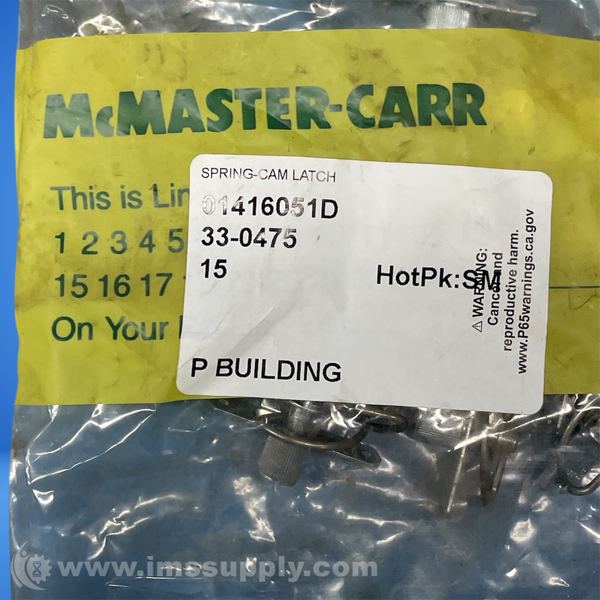 McMASTER-CARR
This is Lin
1 2 3 4 5
15 16 17 1
On Your
SPRING-CAM LATCH
01416051D
33-0475
15
HotPk:SM
P BUILDING
⚠ WARNING:
Cancer and
reproductive harm.
www.P65warnings.ca.gov
www.imssupply.com